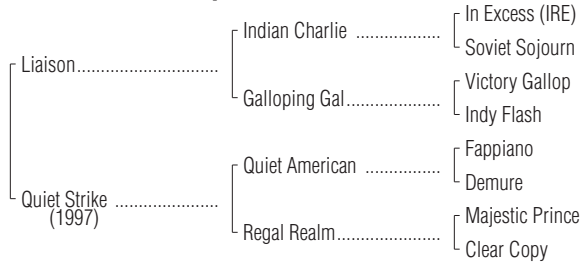 In Excess (IRE)
Indian Charlie ..................
Soviet Sojourn
Liaison.............................
Victory Gallop
Galloping Gal....................
Indy Flash
Fappiano
Quiet American ................
Demure
Quiet Strike .....................
(1997)
Majestic Prince
Regal Realm......................
Clear Copy